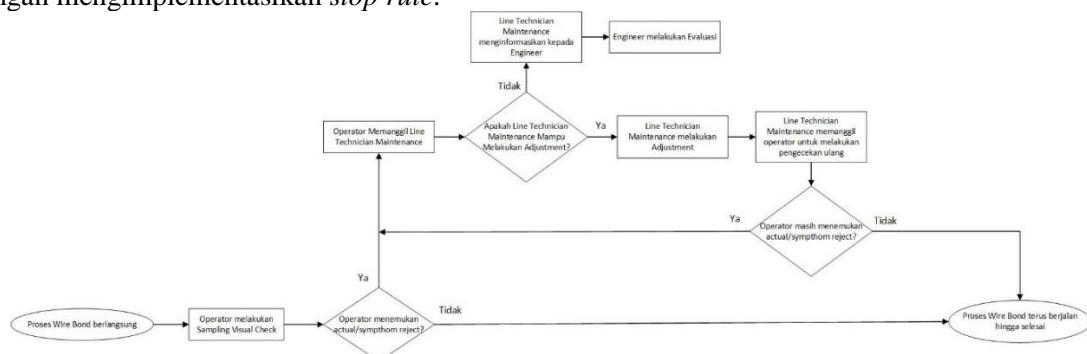 ngan mengimplementasikan stop rule.
Line Technician
Maintenance
menginformasikan kepada
Engineer
Engineer melakukan Evaluasi
Tidak
Operator Memanggil Line
Technician Maintenance
Apakah Line Technician
Maintenance Mampu
Melakukan Adjustment?
Ya
Line Technician
Maintenance melakukan
Adjustment
Line Technician
Maintenance memanggil
operator untuk melakukan
pengecekan ulang
Ya
Operator masih menemukan
actual/sympthom reject?
Tidak
Ya
Proses Wire Bond berlangsung
Operator melakukan
Sampling Visual Check
Operator menemukan
actual/sympthom reject?
Tidak
Proses Wire Bond terus berjalan
hingga selesai